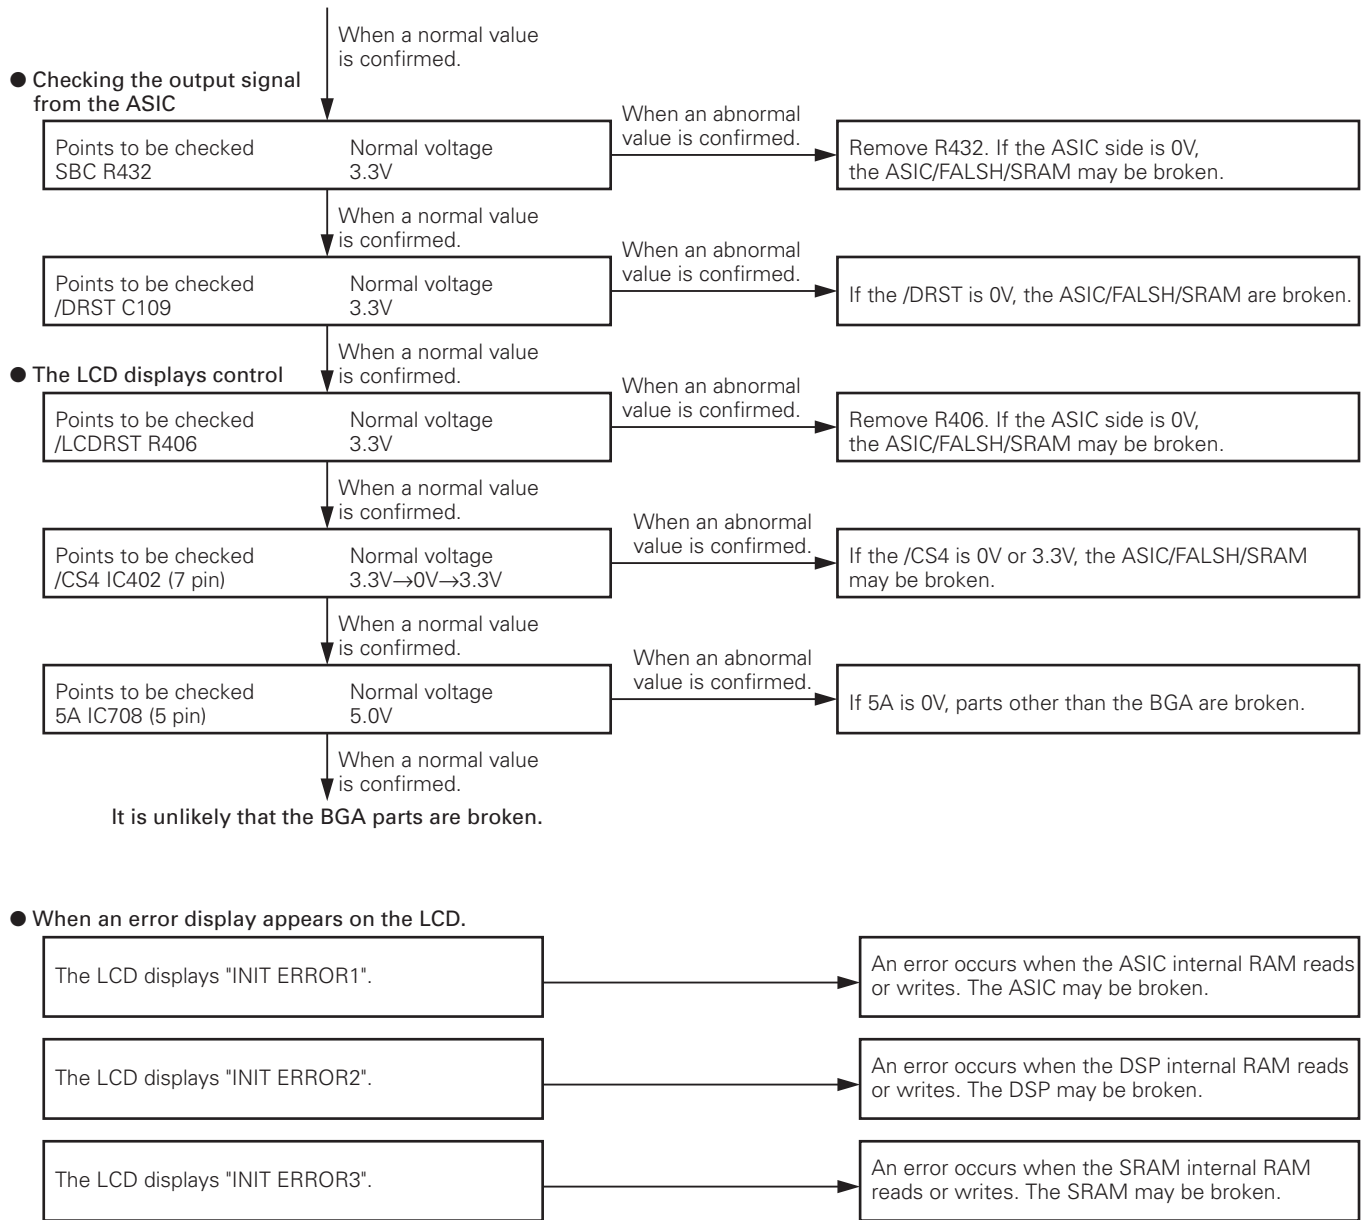 When a normal value
is confirmed.
● Checking the output signal
from the ASIC
Points to be checked Normal voltage
SBC R432 3.3V
When an abnormal
value is confirmed.
Remove R432. If the ASIC side is 0V,
the ASIC/FALSH/SRAM may be broken.
When a normal value
is confirmed.
Points to be checked Normal voltage
/DRST C109 3.3V
When an abnormal
value is confirmed.
If the /DRST is 0V, the ASIC/FALSH/SRAM are broken.
When a normal value
is confirmed.
● The LCD displays control
Points to be checked Normal voltage
/LCDRST R406 3.3V
When an abnormal
value is confirmed.
Remove R406. If the ASIC side is 0V,
the ASIC/FALSH/SRAM may be broken.
When a normal value
is confirmed.
Points to be checked Normal voltage
/CS4 IC402 (7 pin) 3.3V→0V→3.3V
When an abnormal
value is confirmed.
If the /CS4 is 0V or 3.3V, the ASIC/FALSH/SRAM
may be broken.
When a normal value
is confirmed.
Points to be checked Normal voltage
5A IC708 (5 pin) 5.0V
When an abnormal
value is confirmed.
If 5A is 0V, parts other than the BGA are broken.
When a normal value
is confirmed.
It is unlikely that the BGA parts are broken.
● When an error display appears on the LCD.
The LCD displays "INIT ERROR1".
An error occurs when the ASIC internal RAM reads
or writes. The ASIC may be broken.
The LCD displays "INIT ERROR2".
An error occurs when the DSP internal RAM reads
or writes. The DSP may be broken.
The LCD displays "INIT ERROR3".
An error occurs when the SRAM internal RAM
reads or writes. The SRAM may be broken.